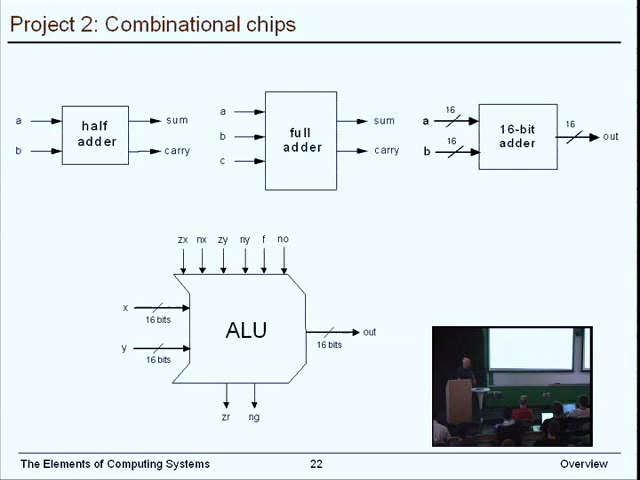 Project 2: Combinational chips
a
b
half
adder
sum
carry
a
b
c
full
adder
sum
carry
a
16
b
16
16-bit
adder
16
out
zx nx zy ny f no
x
16 bits
y
16 bits
ALU
out
16 bits
zr ng
The Elements of Computing Systems 22 Overview